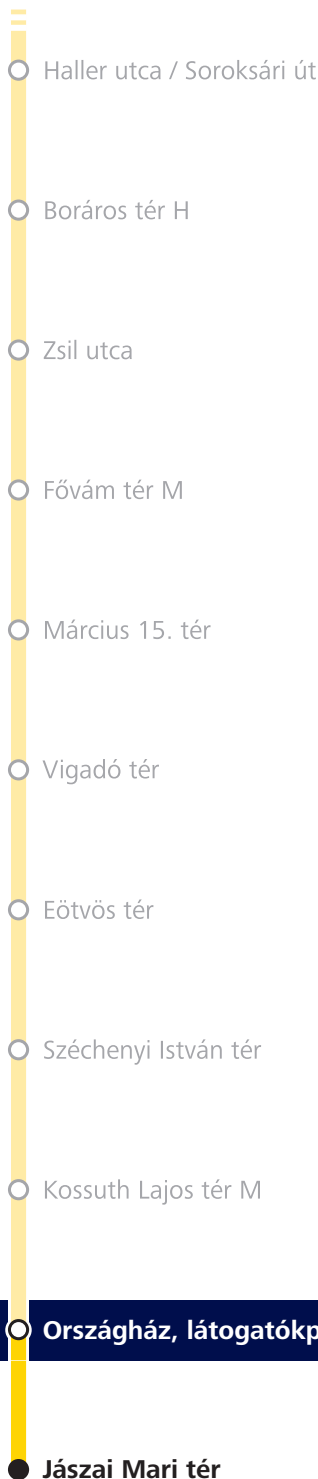 Haller utca / Soroksári út
Boráros tér H
Zsil utca
Fővám tér M
Március 15. tér
Vigadó tér
Eötvös tér
Széchenyi István tér
Kossuth Lajos tér M
Országház, látogatókp
Jászai Mari tér